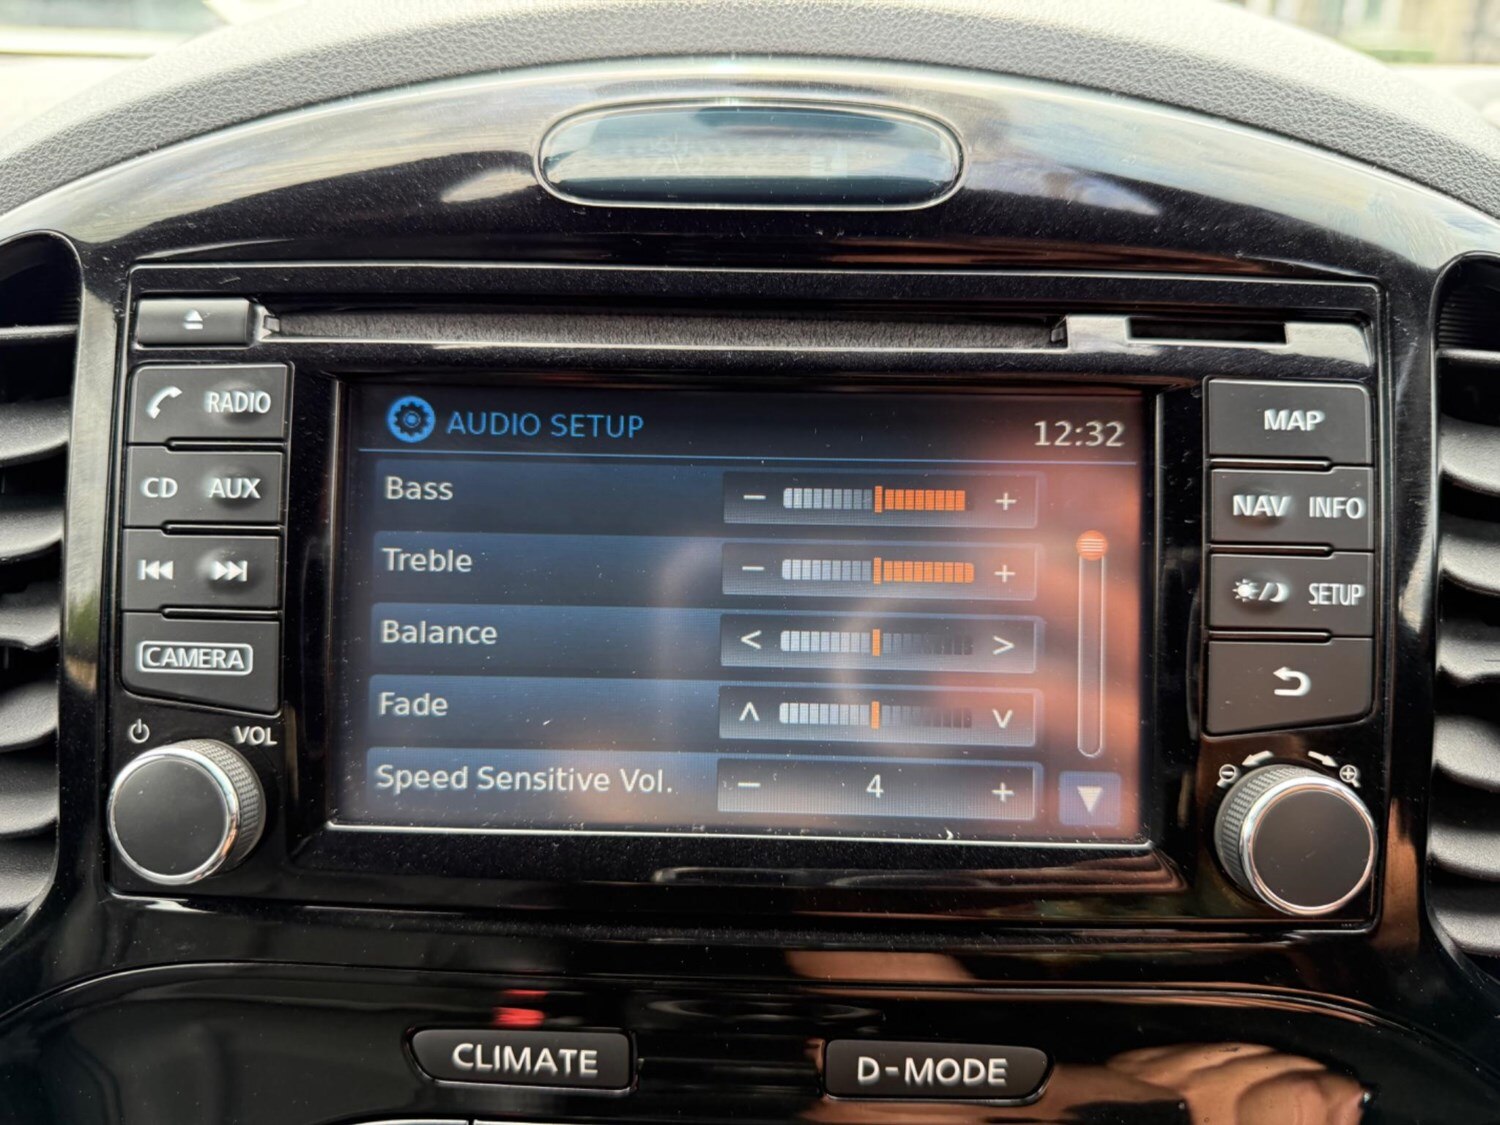 RADIO
CD AUX
CAMERA
VOL
AUDIO SETUP 12:32
Bass - +
Treble - +
Balance < >
Fade ∧ ∨
Speed Sensitive Vol. - 4 +
MAP
NAV INFO
SETUP
CLIMATE
D-MODE